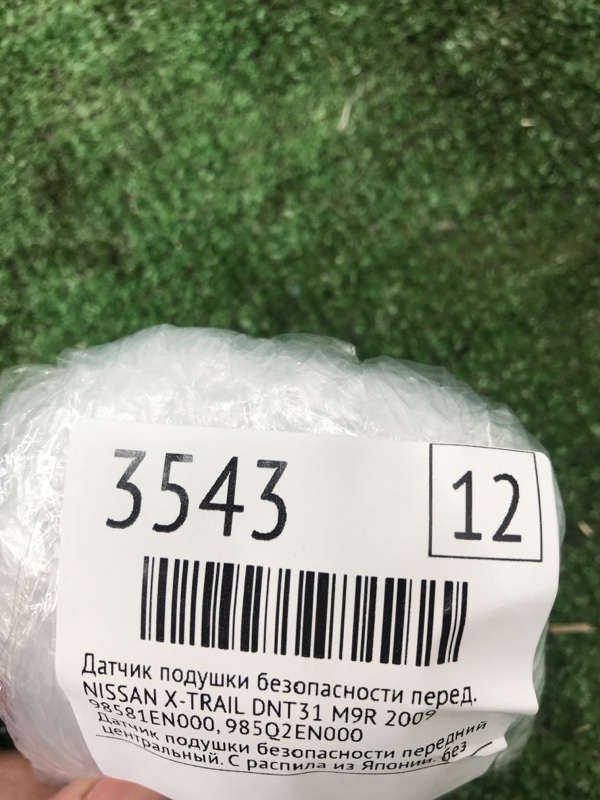 3543
12
Датчик подушки безопасности перед.
NISSAN X-TRAIL DNT31 M9R 2009
98581EN000, 985Q2EN000
Датчик подушки безопасности передний
центральный. С распила из Японии. без